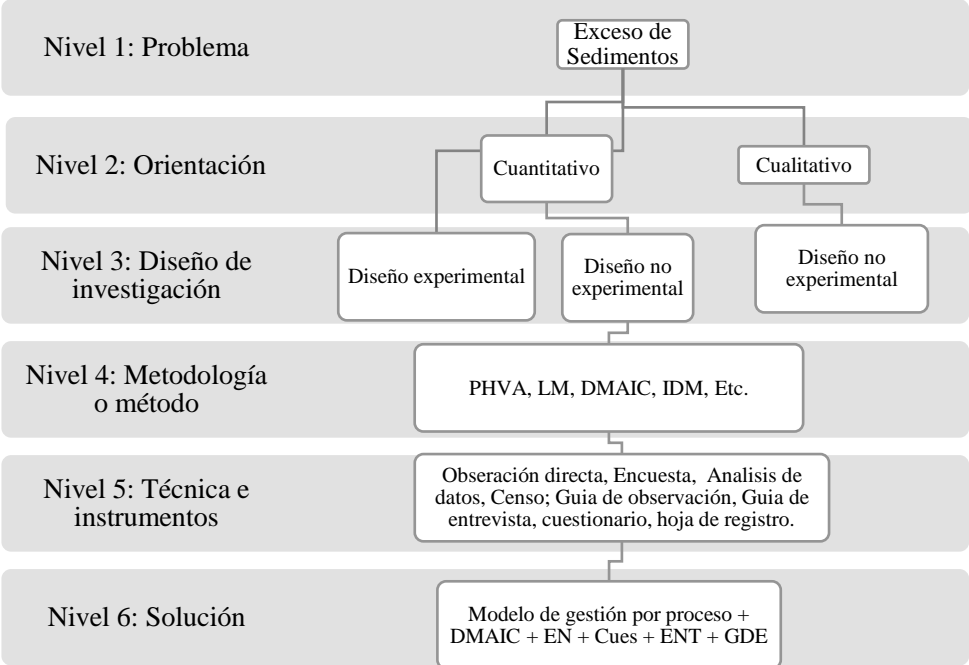 Nivel 1: Problema
Exceso de
Sedimentos
Nivel 2: Orientación
Cuantitativo
Cualitativo
Nivel 3: Diseño de
investigación
Diseño experimental
Diseño no
experimental
Diseño no
experimental
Nivel 4: Metodología
o método
PHVA, LM, DMAIC, IDM, Etc.
Nivel 5: Técnica e
instrumentos
Obseración directa, Encuesta, Analisis de
datos, Censo; Guia de observación, Guia de
entrevista, cuestionario, hoja de registro.
Nivel 6: Solución
Modelo de gestión por proceso +
DMAIC + EN + Cues + ENT + GDE